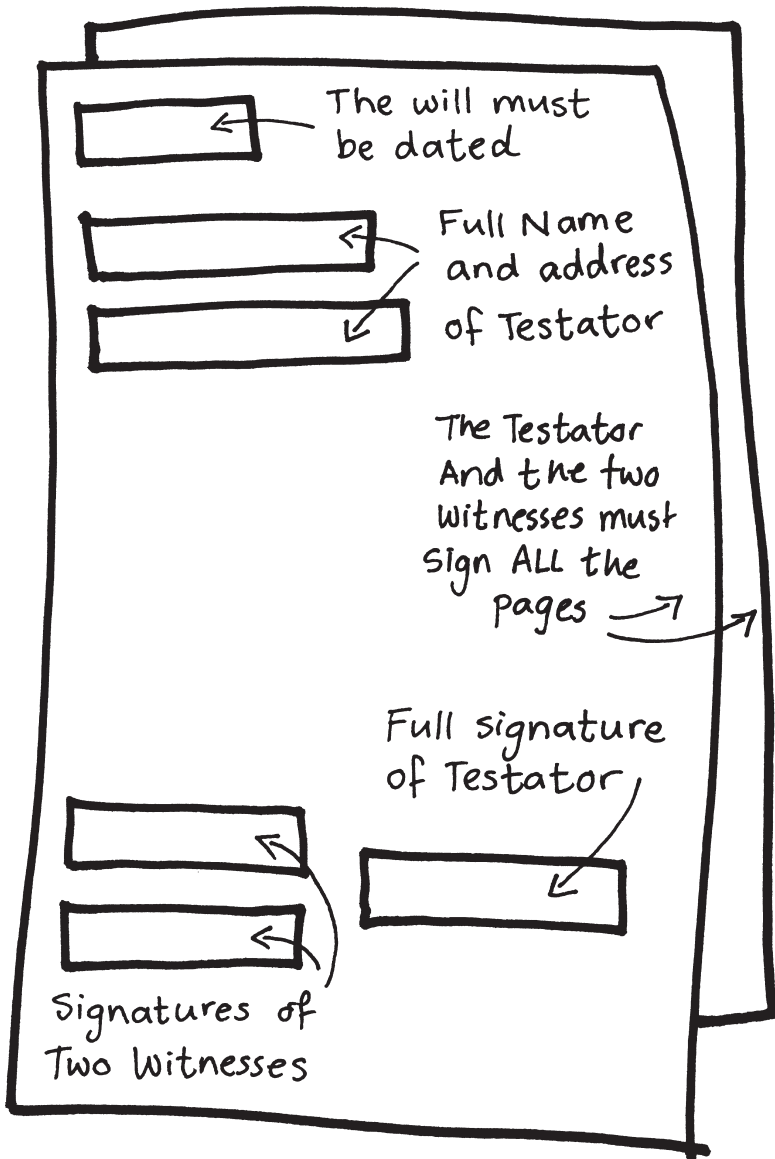 The will must
be dated
Full Name
and address
of Testator
The Testator
And the two
witnesses must
Sign ALL the
pages
Full signature
of Testator
Signatures of
Two Witnesses